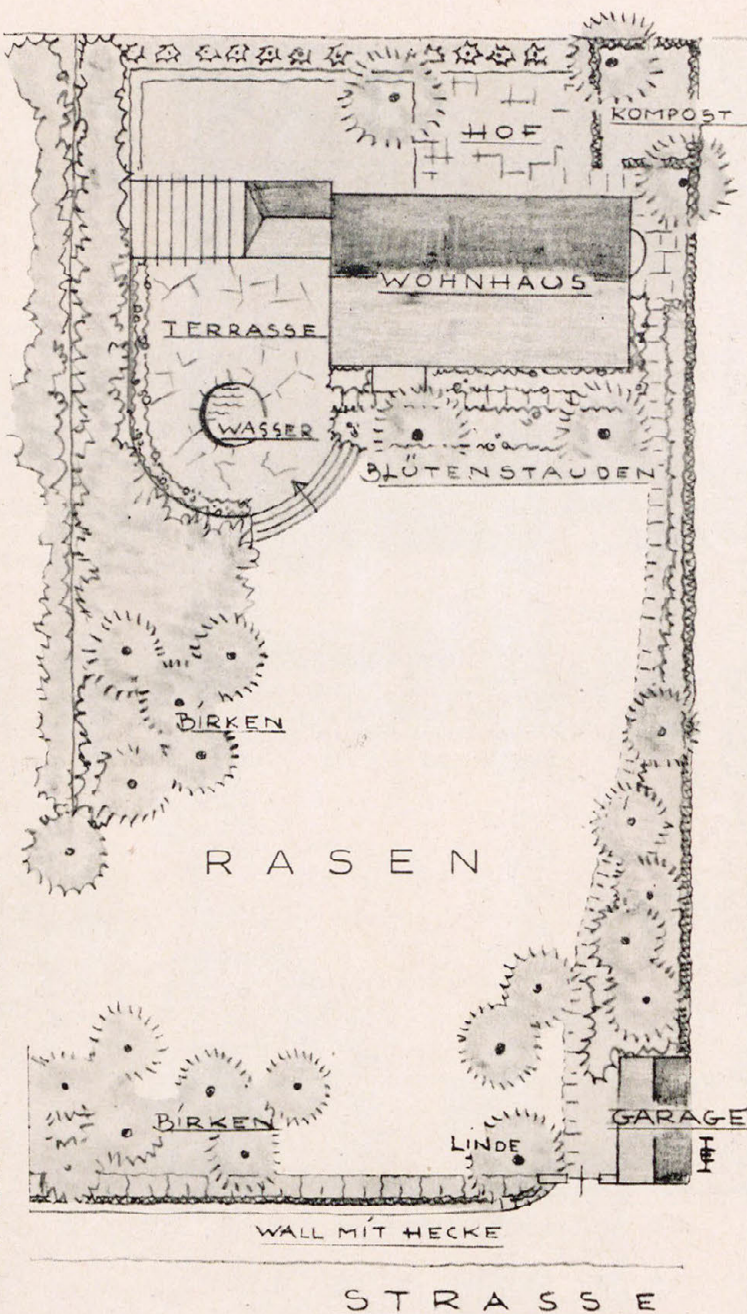 HOF
KOMPOST
WOHNHAUS
TERRASSE
WASSER
BLÜTENSTAUDEN
BIRKEN
RASEN
BIRKEN
LINDE
GARAGE
WALL MIT HECKE
STRASSE